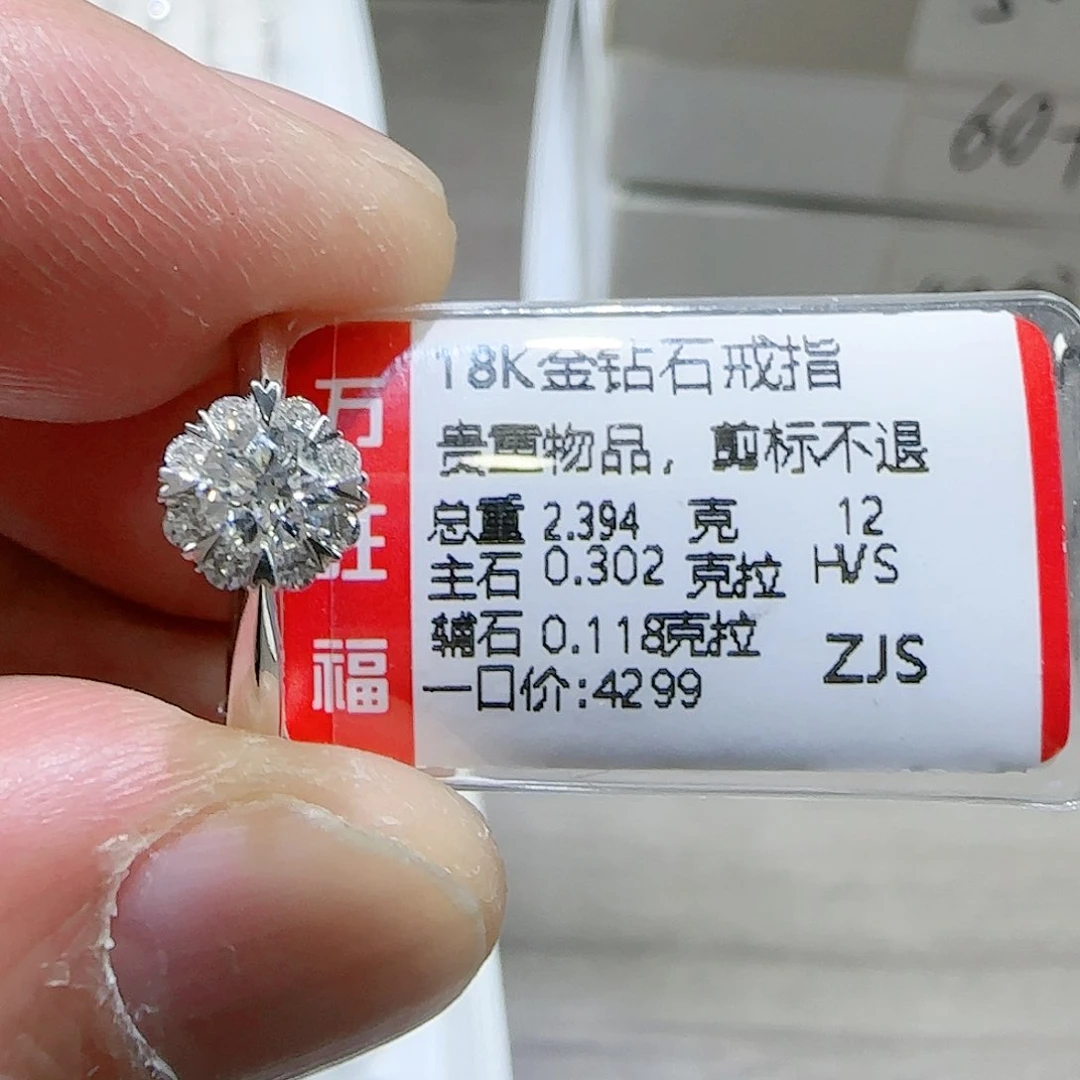 万
旺
福
18K金钻石戒指
贵重物品，剪标不退
总重 2.394 克 12
主石 0.302 克拉 H/VS
辅石 0.118克拉
ZJS
一口价:4299
60